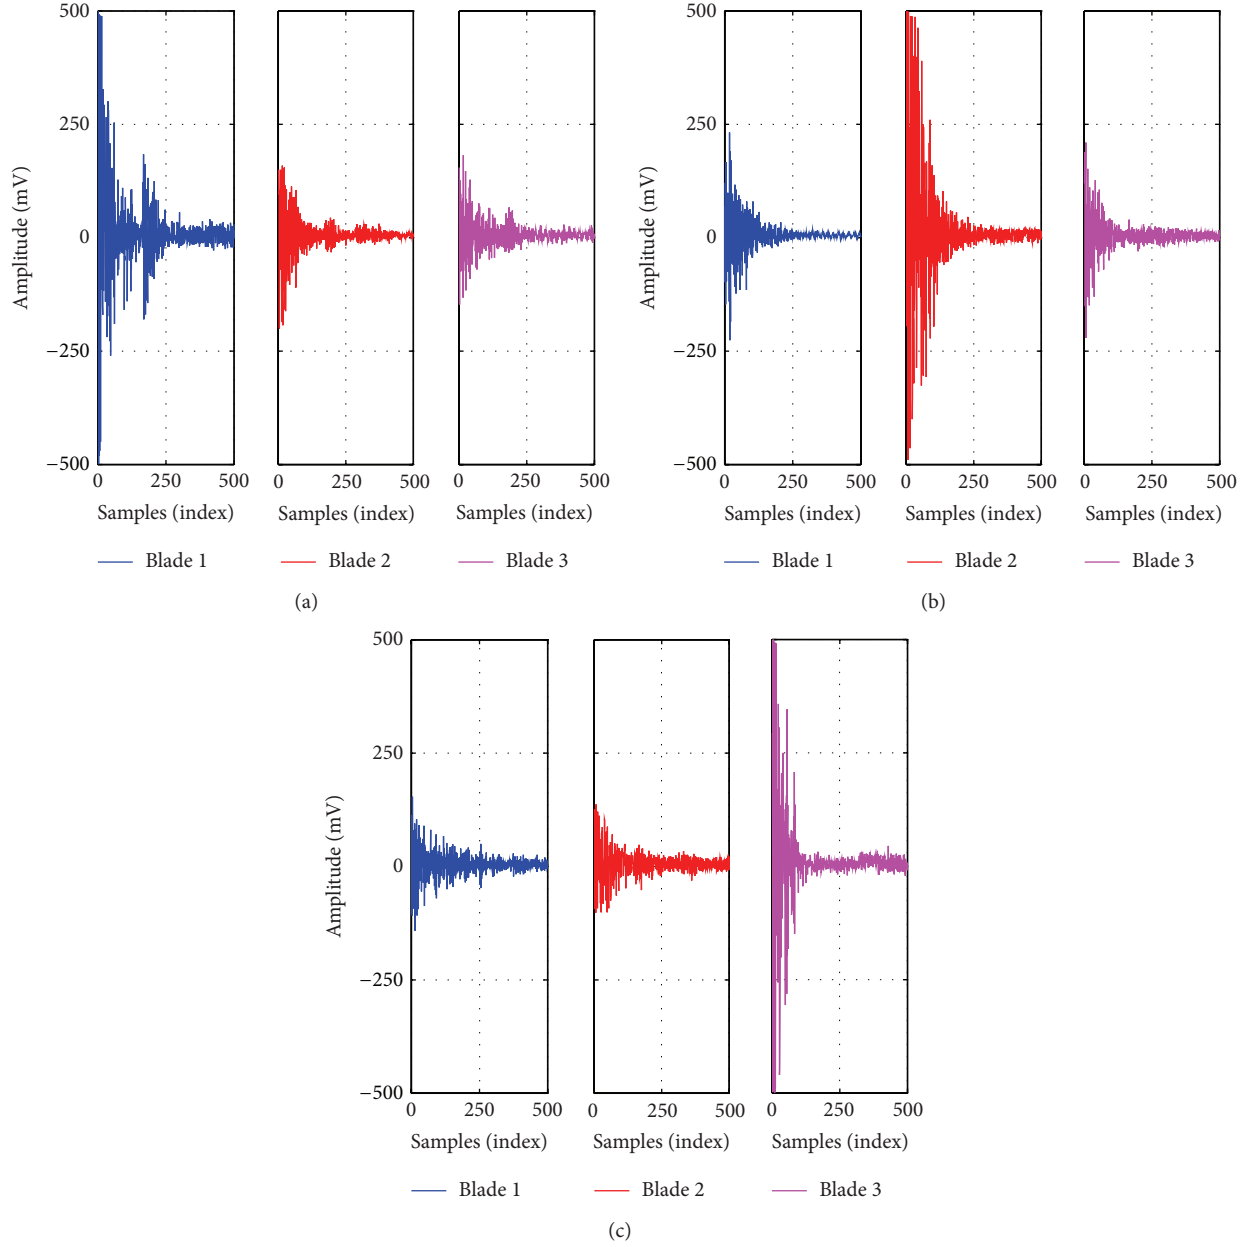 500
250
0
−250
−500
Amplitude (mV)
0 250 500 0 250 500 0 250 500
Samples (index) Samples (index) Samples (index)
Blade 1 Blade 2 Blade 3
(a)
500
250
0
−250
−500
Amplitude (mV)
0 250 500 0 250 500 0 250 500
Samples (index) Samples (index) Samples (index)
Blade 1 Blade 2 Blade 3
(b)
500
250
0
−250
−500
Amplitude (mV)
0 250 500 0 250 500 0 250 500
Samples (index) Samples (index) Samples (index)
Blade 1 Blade 2 Blade 3
(c)